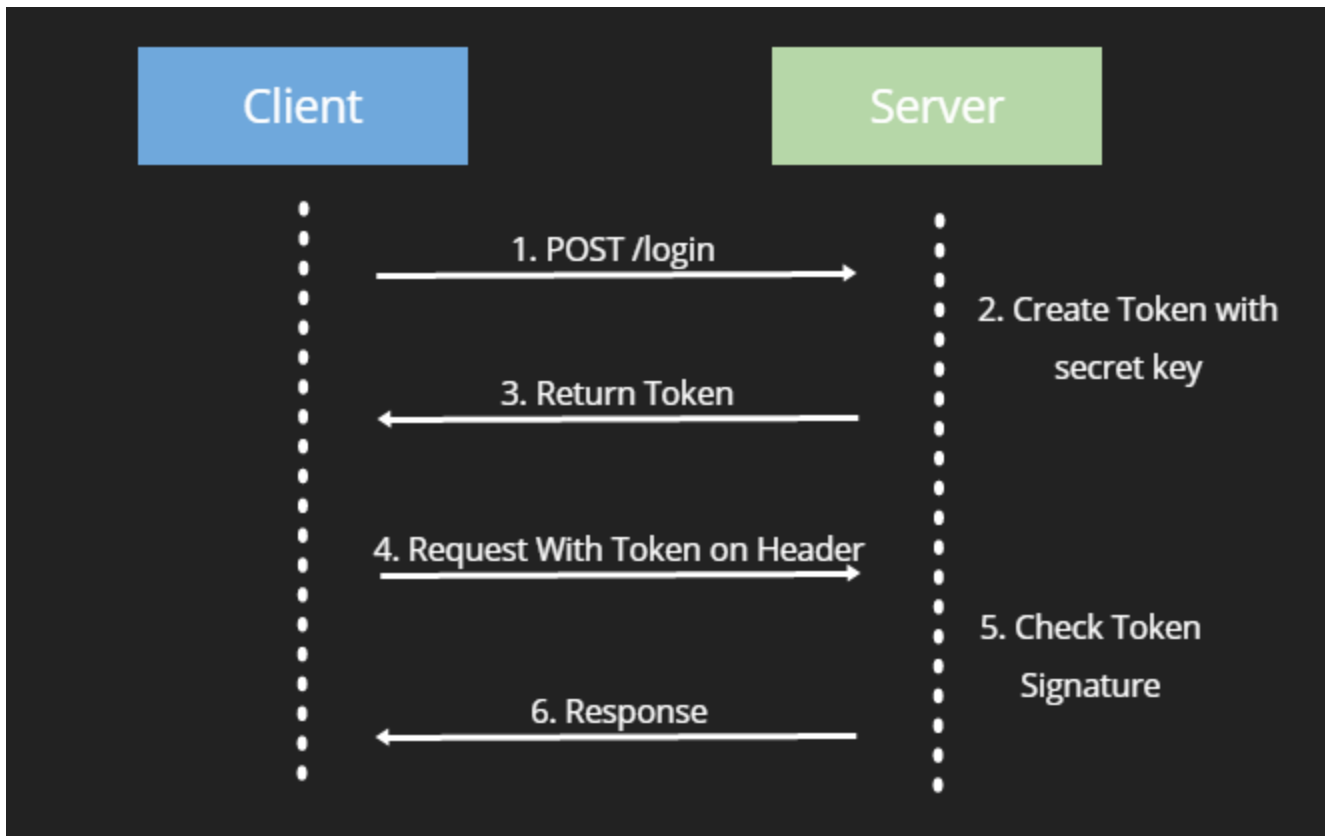 Client
Server
1. POST /login
2. Create Token with
secret key
3. Return Token
4. Request With Token on Header
5. Check Token
Signature
6. Response